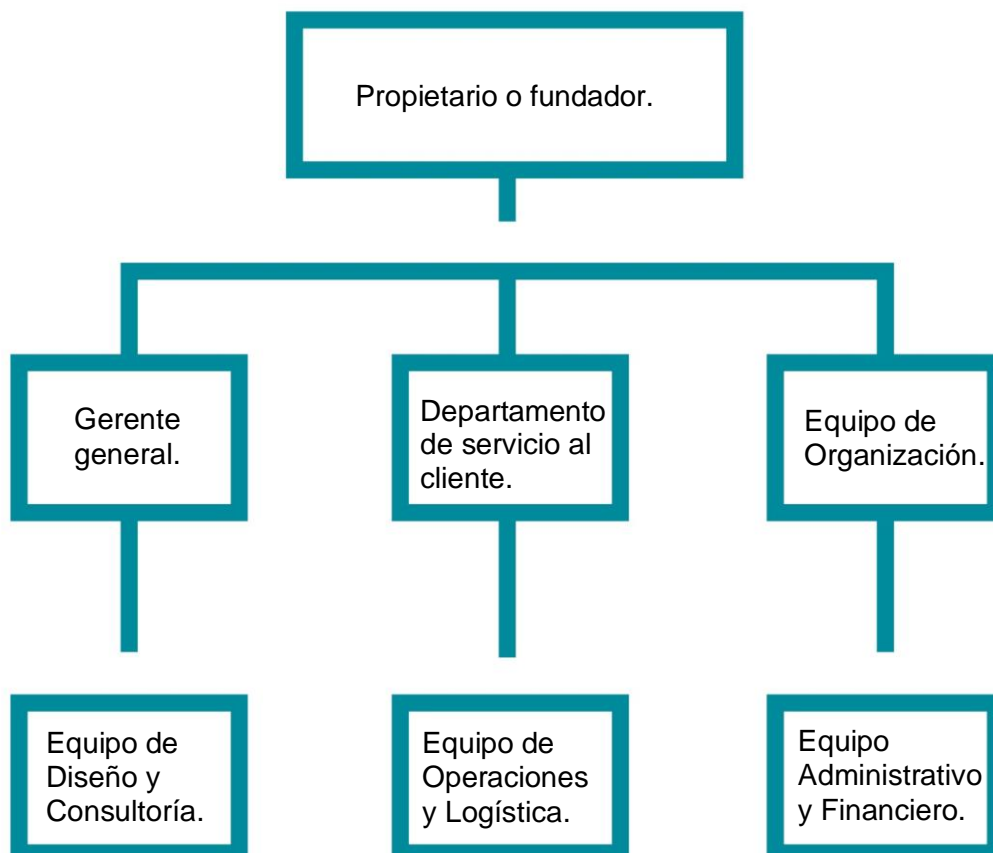 Propietario o fundador.
Gerente
general.
Departamento
de servicio al
cliente.
Equipo de
Organización.
Equipo de
Diseño y
Consultoría.
Equipo de
Operaciones
y Logística.
Equipo
Administrativo
y Financiero.